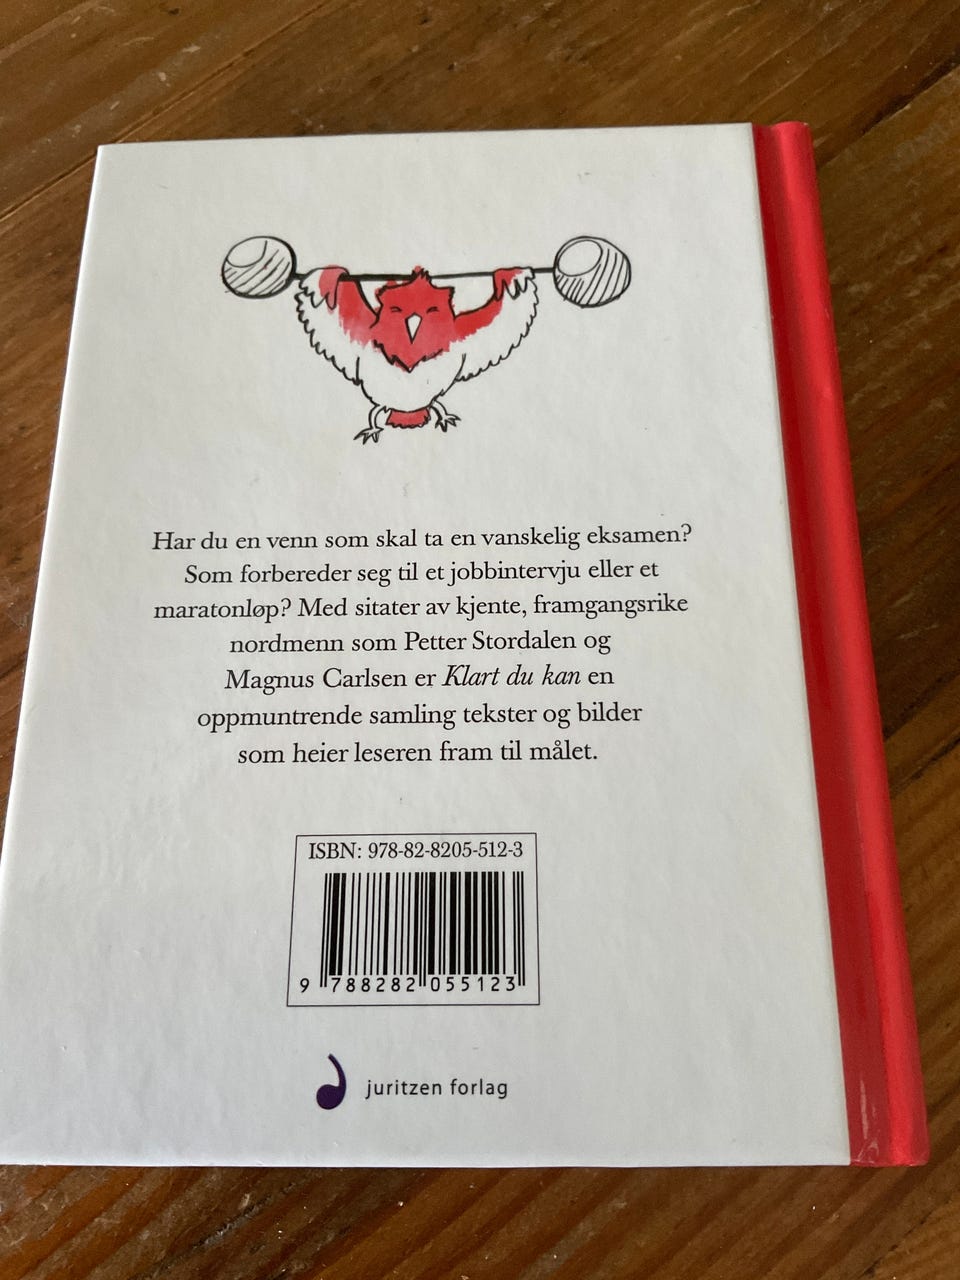 Har du en venn som skal ta en vanskelig eksamen?
Som forbereder seg til et jobbintervju eller et
maratonløp? Med sitater av kjente, framgangsrike
nordmenn som Petter Stordalen og
Magnus Carlsen er Klart du kan en
oppmuntrende samling tekster og bilder
som heier leseren fram til målet.
ISBN: 978-82-8205-512-3
9 788282 055123
juritzen forlag